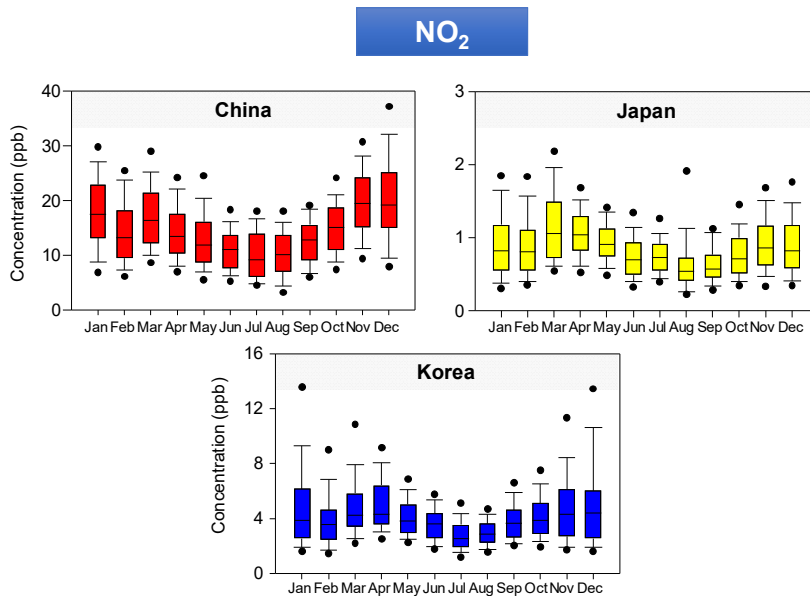 NO₂
China
Concentration (ppb)
40
30
20
10
0
Jan Feb Mar Apr May Jun Jul Aug Sep Oct Nov Dec
Japan
3
2
1
0
Jan Feb Mar Apr May Jun Jul Aug Sep Oct Nov Dec
Korea
Concentration (ppb)
16
12
8
4
0
Jan Feb Mar Apr May Jun Jul Aug Sep Oct Nov Dec